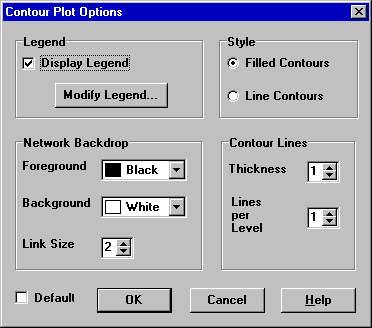 Contour Plot Options
Legend
Display Legend
Modify Legend...
Style
Filled Contours
Line Contours
Network Backdrop
Foreground
Black
Background
White
Link Size
2
Contour Lines
Thickness
1
Lines
per
Level
1
Default
OK
Cancel
Help